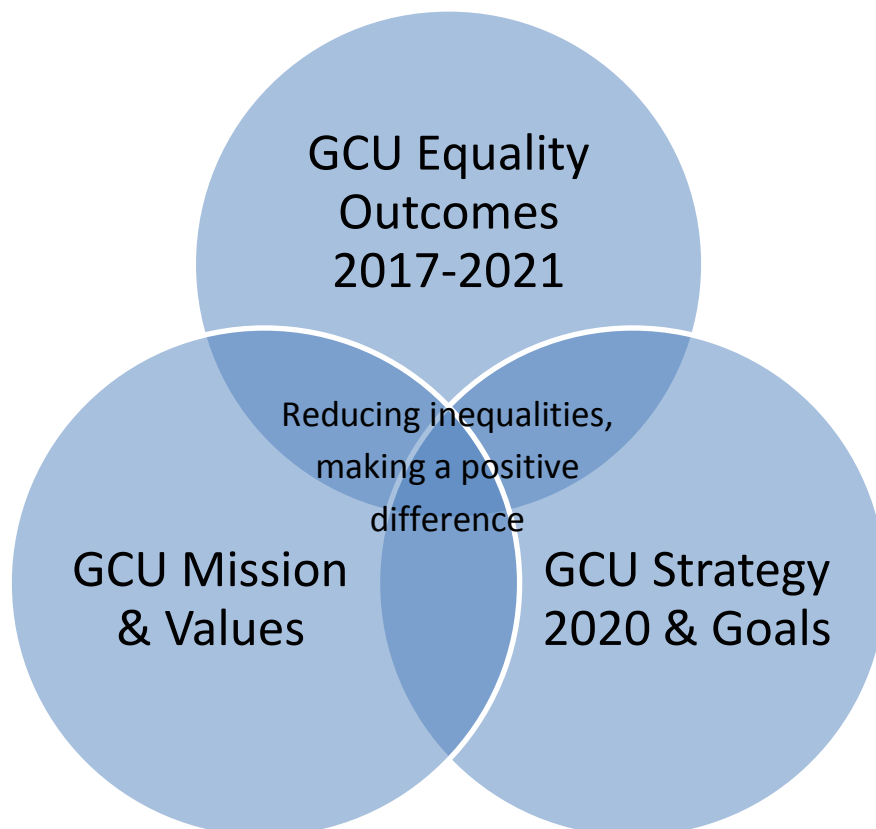 GCU Equality
Outcomes
2017-2021
Reducing inequalities,
making a positive
difference
GCU Mission
& Values
GCU Strategy
2020 & Goals